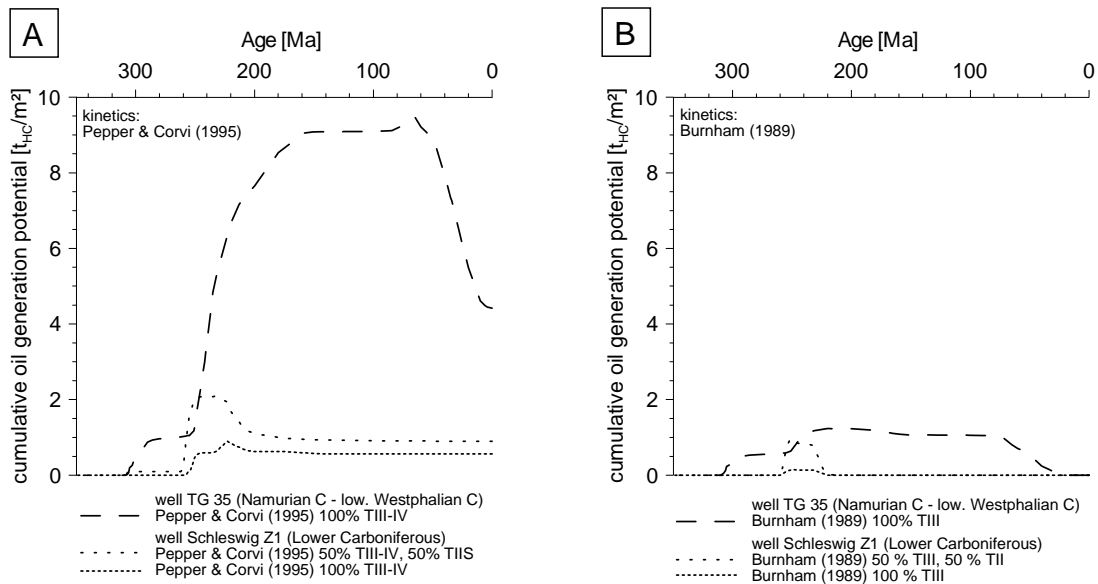 A
Age [Ma]
300 200 100 0
10
8
6
4
2
0
cumulative oil generation potential [tHC/m²]
kinetics:
Pepper & Corvi (1995)
well TG 35 (Namurian C - low. Westphalian C)
Pepper & Corvi (1995) 100% TIII-IV
well Schleswig Z1 (Lower Carboniferous)
Pepper & Corvi (1995) 50% TIII-IV, 50% TIIS
Pepper & Corvi (1995) 100% TIII-IV
B
Age [Ma]
300 200 100 0
10
8
6
4
2
0
cumulative oil generation potential [tHC/m²]
kinetics:
Burnham (1989)
well TG 35 (Namurian C - low. Westphalian C)
Burnham (1989) 100% TIII
well Schleswig Z1 (Lower Carboniferous)
Burnham (1989) 50 % TIII, 50 % TII
Burnham (1989) 100 % TIII